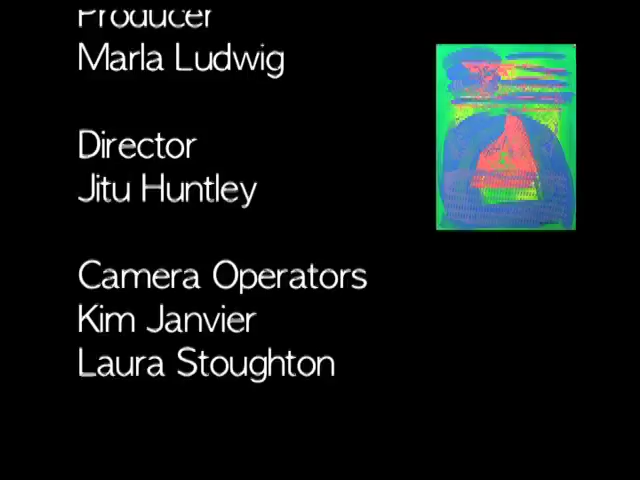 Producer
Marla Ludwig
Director
Jitu Huntley
Camera Operators
Kim Janvier
Laura Stoughton